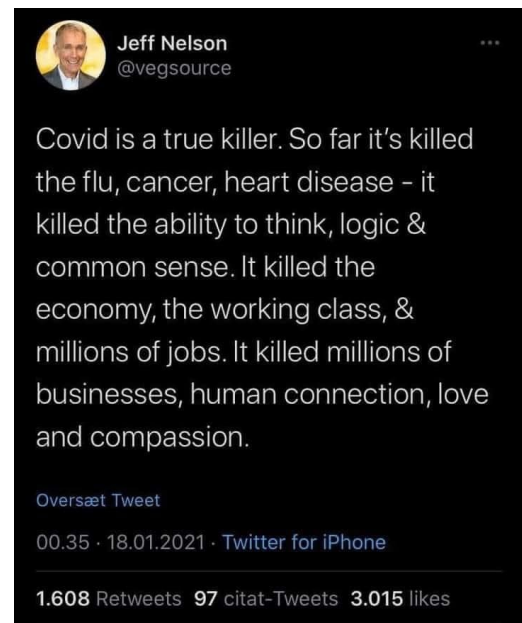 Jeff Nelson
@vegsource
Covid is a true killer. So far it's killed
the flu, cancer, heart disease - it
killed the ability to think, logic &
common sense. It killed the
economy, the working class, &
millions of jobs. It killed millions of
businesses, human connection, love
and compassion.
Oversæt Tweet
00.35 · 18.01.2021 · Twitter for iPhone
1.608 Retweets 97 citat-Tweets 3.015 likes